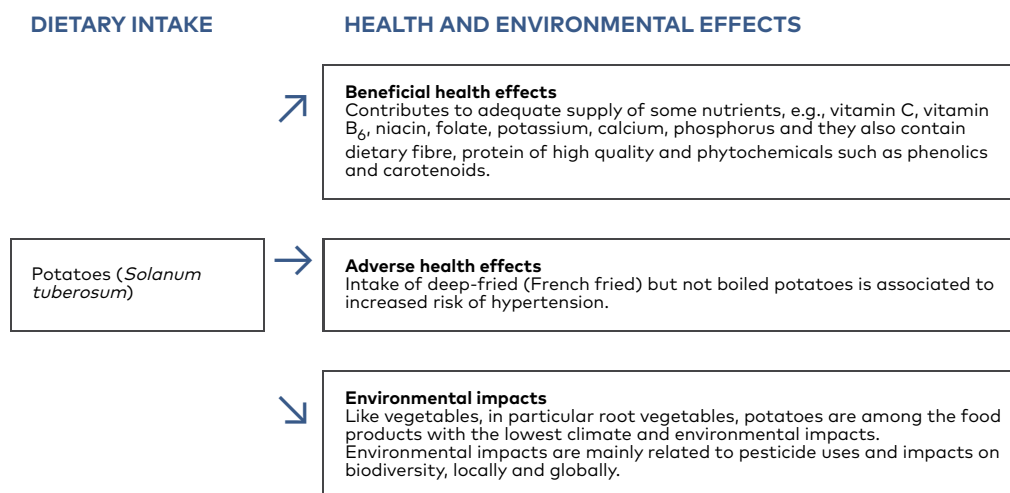 DIETARY INTAKE
HEALTH AND ENVIRONMENTAL EFFECTS
Beneficial health effects
Contributes to adequate supply of some nutrients, e.g., vitamin C, vitamin
B6, niacin, folate, potassium, calcium, phosphorus and they also contain
dietary fibre, protein of high quality and phytochemicals such as phenolics
and carotenoids.
Potatoes (Solanum
tuberosum)
Adverse health effects
Intake of deep-fried (French fried) but not boiled potatoes is associated to
increased risk of hypertension.
Environmental impacts
Like vegetables, in particular root vegetables, potatoes are among the food
products with the lowest climate and environmental impacts.
Environmental impacts are mainly related to pesticide uses and impacts on
biodiversity, locally and globally.